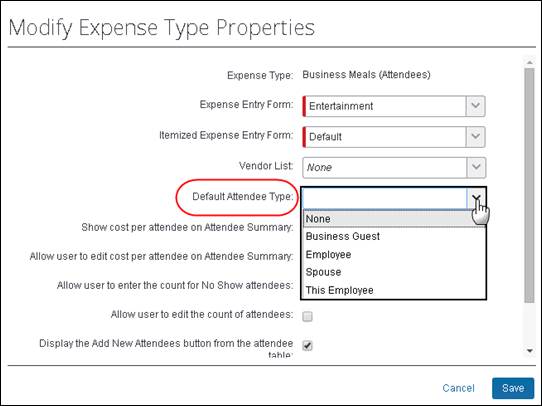 Modify Expense Type Properties
Expense Type: Business Meals (Attendees)
Expense Entry Form: Entertainment
Itemized Expense Entry Form: Default
Vendor List: None
Default Attendee Type:
None
Business Guest
Employee
Spouse
This Employee
Show cost per attendee on Attendee Summary:
Allow user to edit cost per attendee on Attendee Summary:
Allow user to enter the count for No Show attendees:
Allow user to edit the count of attendees:
Display the Add New Attendees button from the attendee
table:
Cancel Save